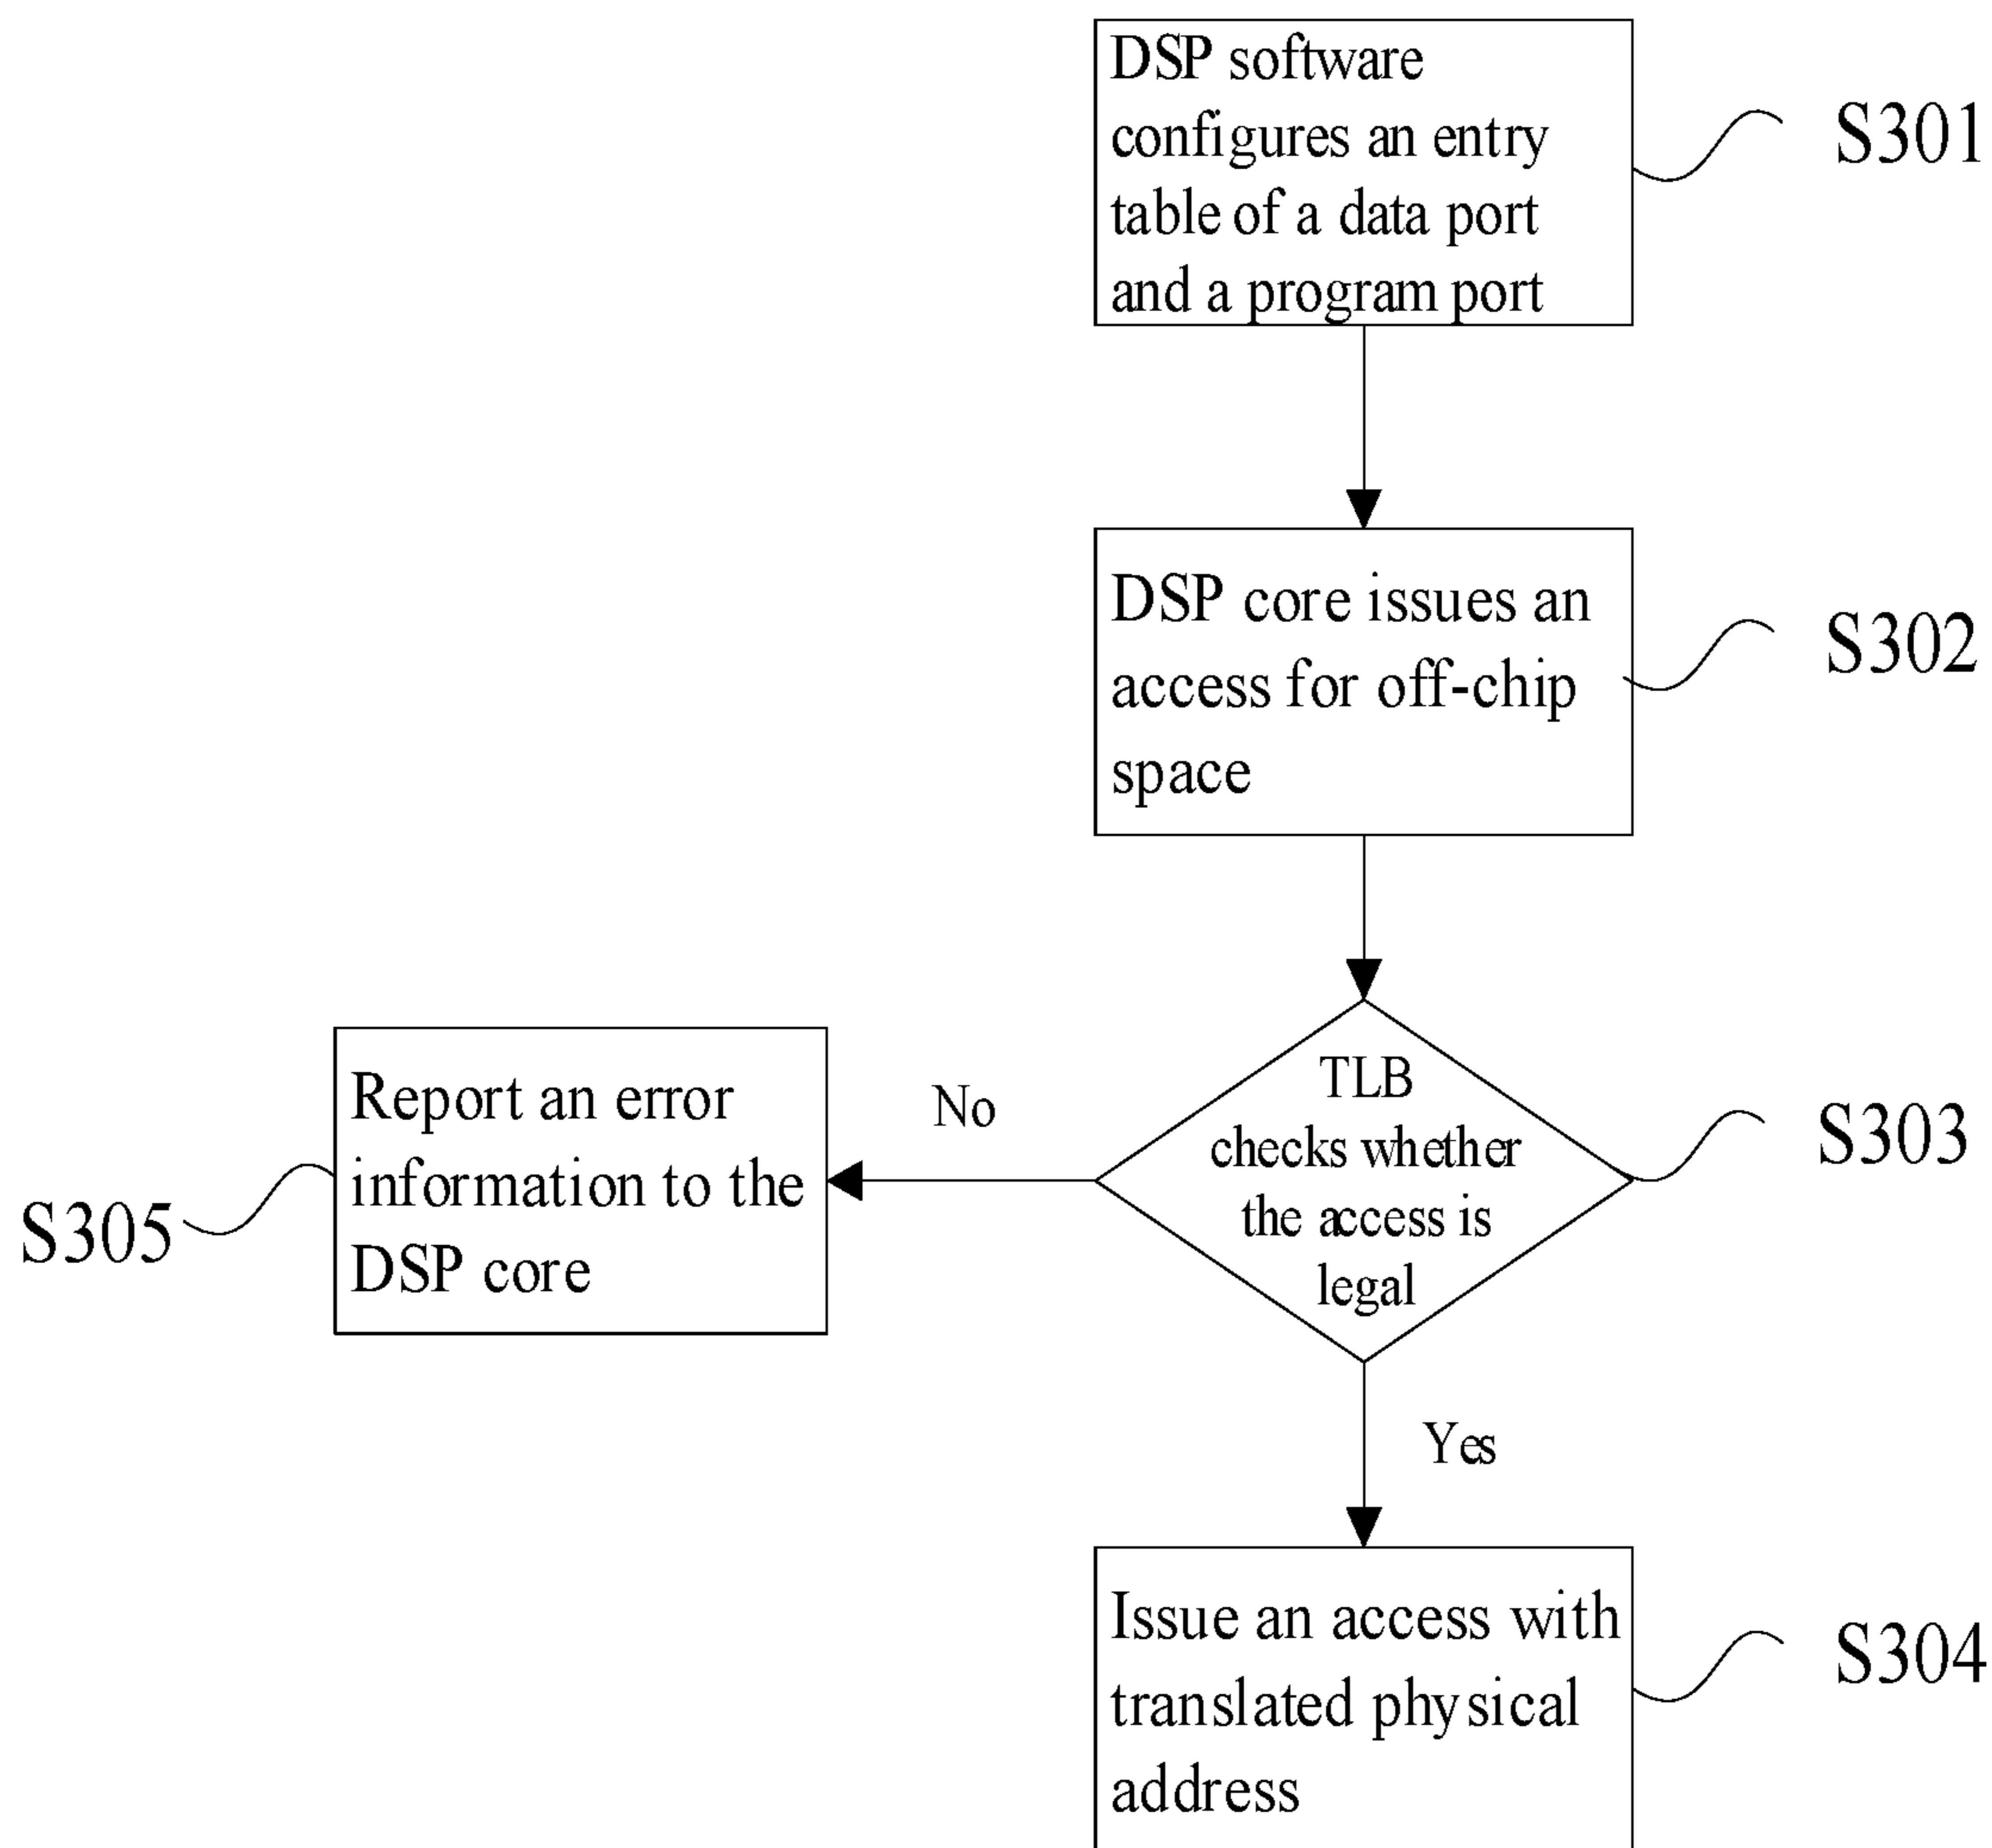 DSP software
configures an entry
table of a data port
and a program port
S301
DSP core issues an
access for off-chip
space
S302
TLB
checks whether
the access is
legal
S303
No
Report an error
information to the
DSP core
S305
Yes
Issue an access with
translated physical
address
S304